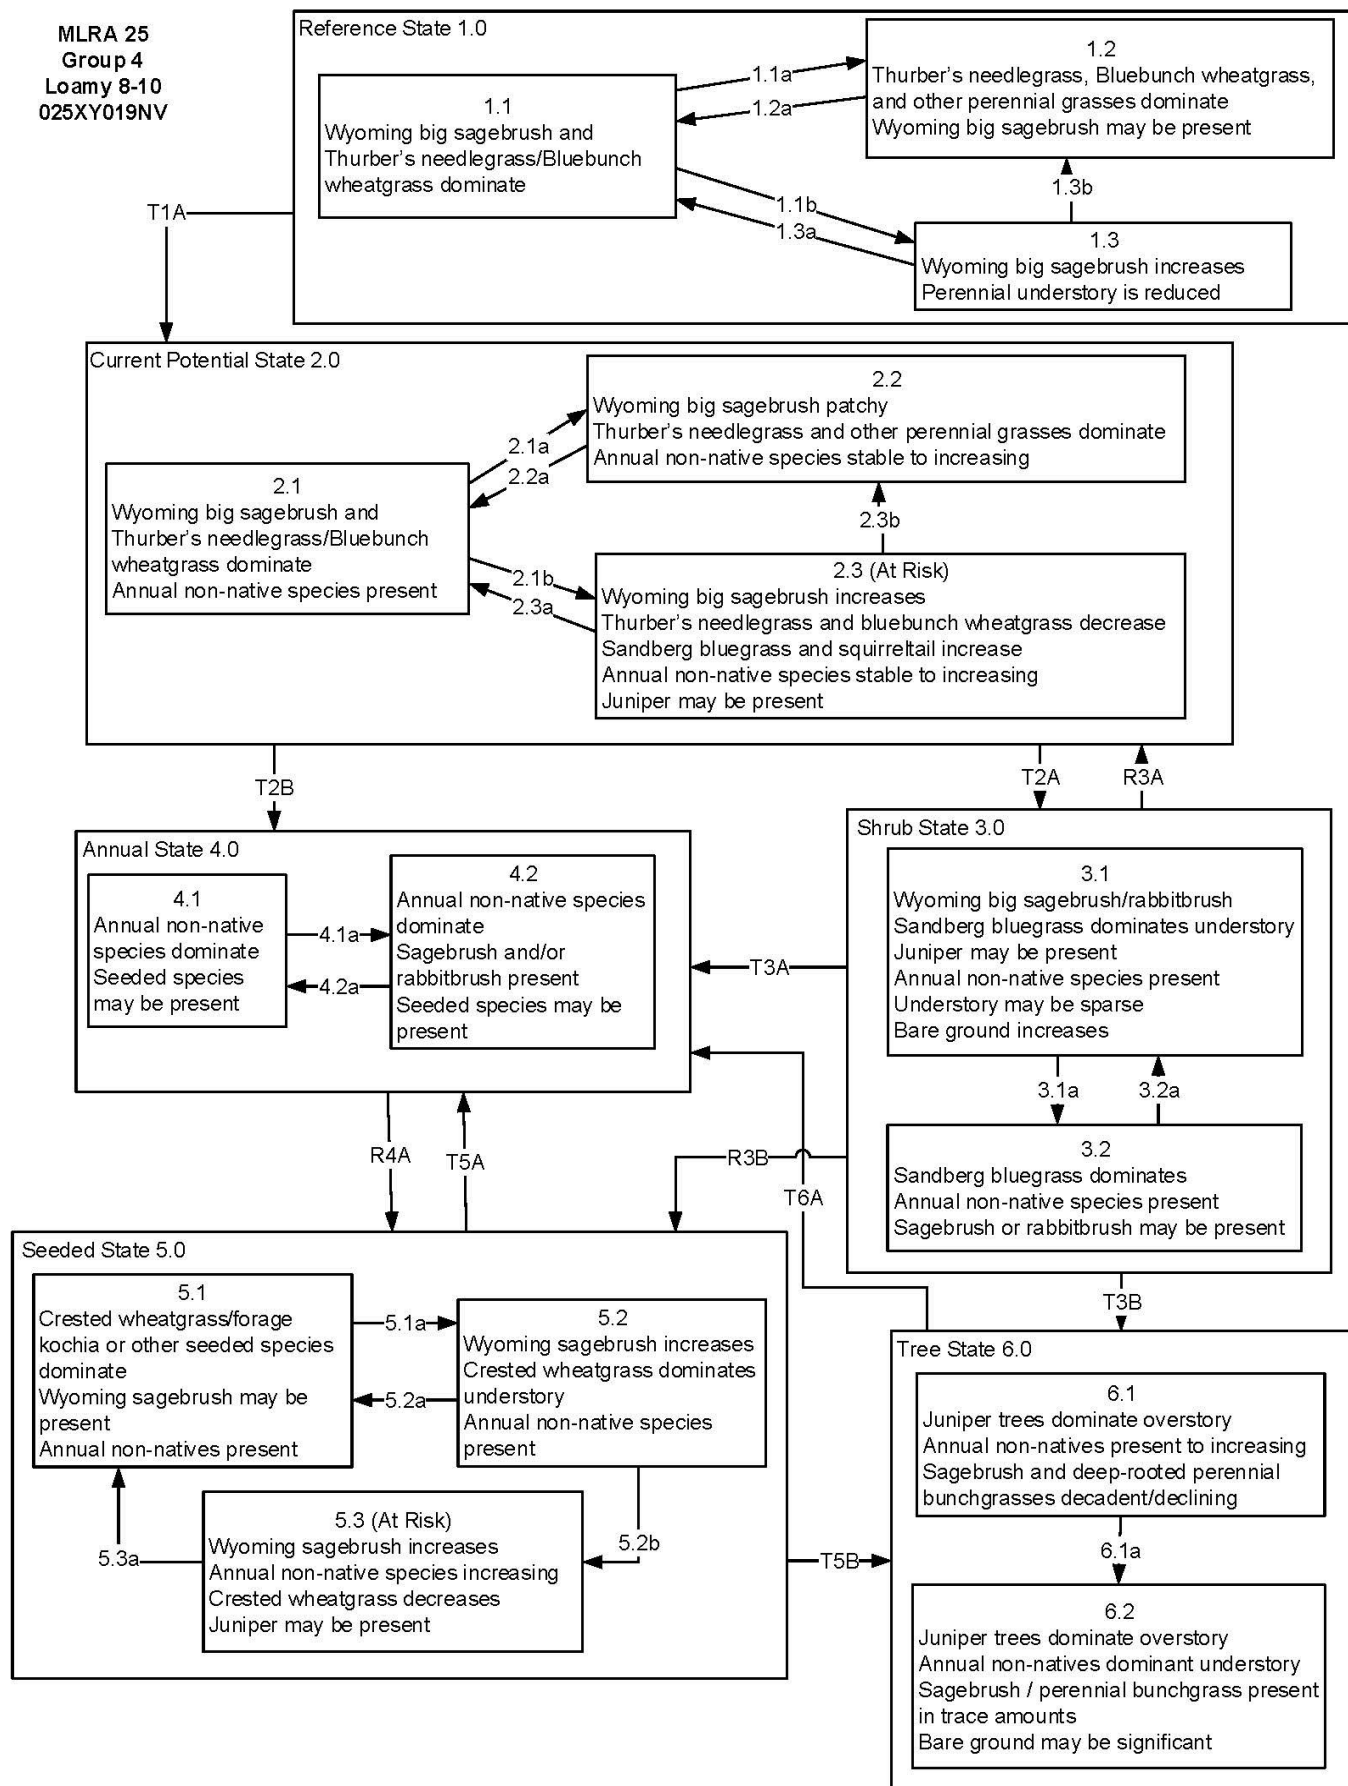 MLRA 25
Group 4
Loamy 8-10
025XY019NV
Reference State 1.0
1.1
Wyoming big sagebrush and
Thurber's needlegrass/Bluebunch
wheatgrass dominate
1.1a
1.2a
1.2
Thurber's needlegrass, Bluebunch wheatgrass,
and other perennial grasses dominate
Wyoming big sagebrush may be present
1.1b
1.3a
1.3b
1.3
Wyoming big sagebrush increases
Perennial understory is reduced
T1A
Current Potential State 2.0
2.1
Wyoming big sagebrush and
Thurber's needlegrass/Bluebunch
wheatgrass dominate
Annual non-native species present
2.1a
2.2a
2.2
Wyoming big sagebrush patchy
Thurber's needlegrass and other perennial grasses dominate
Annual non-native species stable to increasing
2.3b
2.1b
2.3a
2.3 (At Risk)
Wyoming big sagebrush increases
Thurber's needlegrass and bluebunch wheatgrass decrease
Sandberg bluegrass and squirreltail increase
Annual non-native species stable to increasing
Juniper may be present
T2B
T2A
R3A
Annual State 4.0
4.1
Annual non-native
species dominate
Seeded species
may be present
4.1a
4.2a
4.2
Annual non-native species
dominate
Sagebrush and/or
rabbitbrush present
Seeded species may be
present
T3A
Shrub State 3.0
3.1
Wyoming big sagebrush/rabbitbrush
Sandberg bluegrass dominates understory
Juniper may be present
Annual non-native species present
Understory may be sparse
Bare ground increases
3.1a
3.2a
3.2
Sandberg bluegrass dominates
Annual non-native species present
Sagebrush or rabbitbrush may be present
R4A
T5A
R3B
T6A
T3B
Seeded State 5.0
5.1
Crested wheatgrass/forage
kochia or other seeded species
dominate
Wyoming sagebrush may be
present
Annual non-natives present
5.1a
5.2a
5.2
Wyoming sagebrush increases
Crested wheatgrass dominates
understory
Annual non-native species
present
5.3a
5.3 (At Risk)
Wyoming sagebrush increases
Annual non-native species increasing
Crested wheatgrass decreases
Juniper may be present
5.2b
T5B
Tree State 6.0
6.1
Juniper trees dominate overstory
Annual non-natives present to increasing
Sagebrush and deep-rooted perennial
bunchgrasses decadent/declining
6.1a
6.2
Juniper trees dominate overstory
Annual non-natives dominant understory
Sagebrush / perennial bunchgrass present
in trace amounts
Bare ground may be significant